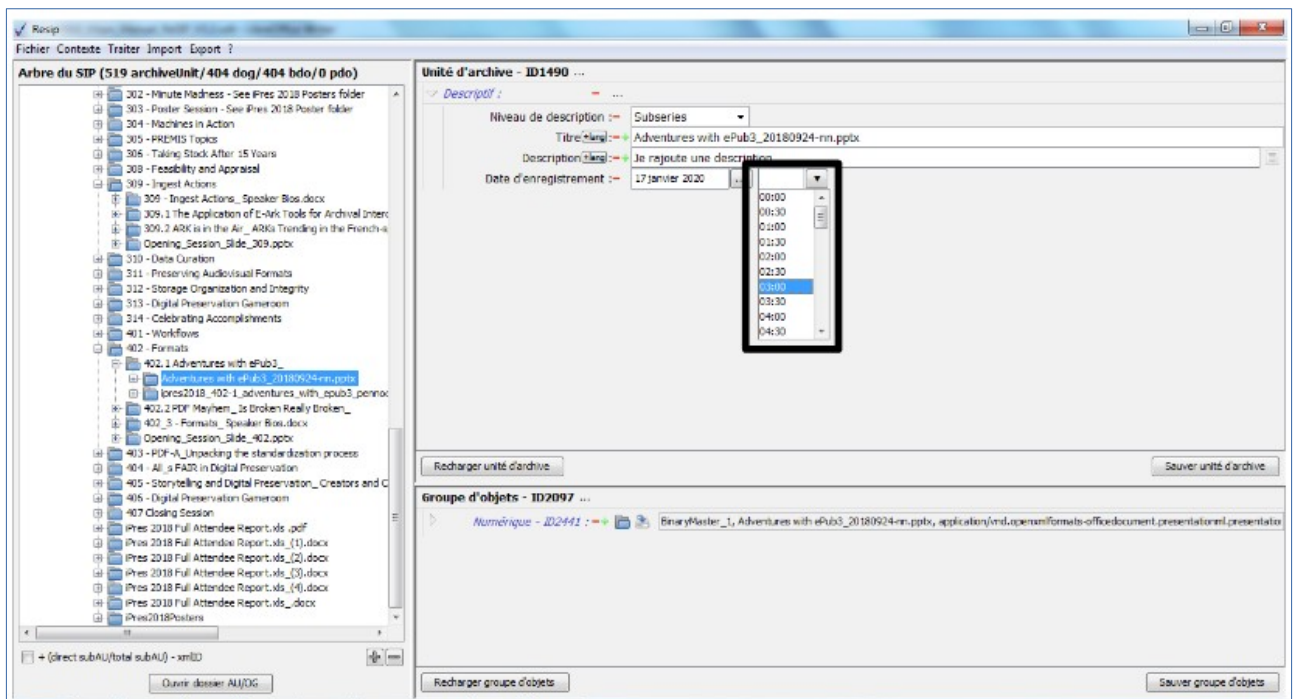 Resip
Fichier Contexte Traiter Import Export ?
Arbre du SIP (519 archiveUnit/404 dog/404 bdo/0 pdo)
302 - Minute Madness - See iPres 2018 Posters folder
303 - Poster Session - See iPres 2018 Poster folder
304 - Machines in Action
305 - PREMIS Topics
306 - Taking Stock After 15 Years
308 - Feasibility and Appraisal
309 - Ingest Actions
309 - Ingest Actions_ Speaker Bios.docx
309.1 The Application of E-Ark Tools for Archival Interc
309.2 ARK is in the Air_ ARKs Trending in the French-s
Opening_Session_Slide_309.pptx
310 - Data Curation
311 - Preserving Audiovisual Formats
312 - Storage Organization and Integrity
313 - Digital Preservation Gameroom
314 - Celebrating Accomplishments
401 - Workflows
402 - Formats
402.1 Adventures with ePub3_
Adventures with ePub3_20180924-nn.pptx
ipres2018_402-1_adventures_with_epub3_pennoc
402.2 PDF Mayhem_ Is Broken Really Broken_
402_3 - Formats_ Speaker Bios.docx
Opening_Session_Slide_402.pptx
403 - PDF-A_Unpacking the standardization process
404 - All_s FAIR in Digital Preservation
405 - Storytelling and Digital Preservation_ Creators and C
406 - Digital Preservation Gameroom
407 Closing Session
iPres 2018 Full Attendee Report.xls .pdf
iPres 2018 Full Attendee Report.xls_(1).docx
iPres 2018 Full Attendee Report.xls_(2).docx
iPres 2018 Full Attendee Report.xls_(3).docx
iPres 2018 Full Attendee Report.xls_(4).docx
iPres 2018 Full Attendee Report.xls_.docx
iPres2018Posters
+ (direct subAU/total subAU) - xmlID
Ouvrir dossier AU/OG
Unité d'archive - ID1490 ...
Descriptif : - ...
Niveau de description :- Subseries
Titre +lang :-+ Adventures with ePub3_20180924-nn.pptx
Description +lang :-+ Je rajoute une description
Date d'enregistrement :- 17 janvier 2020 ...
00:00
00:30
01:00
01:30
02:00
02:30
03:00
03:30
04:00
04:30
Recharger unité d'archive Sauver unité d'archive
Groupe d'objets - ID2097 ...
Numérique - ID2441 :-+ BinaryMaster_1, Adventures with ePub3_20180924-nn.pptx, application/vnd.openxmlformats-officedocument.presentationml.presentatio
Recharger groupe d'objets Sauver groupe d'objets